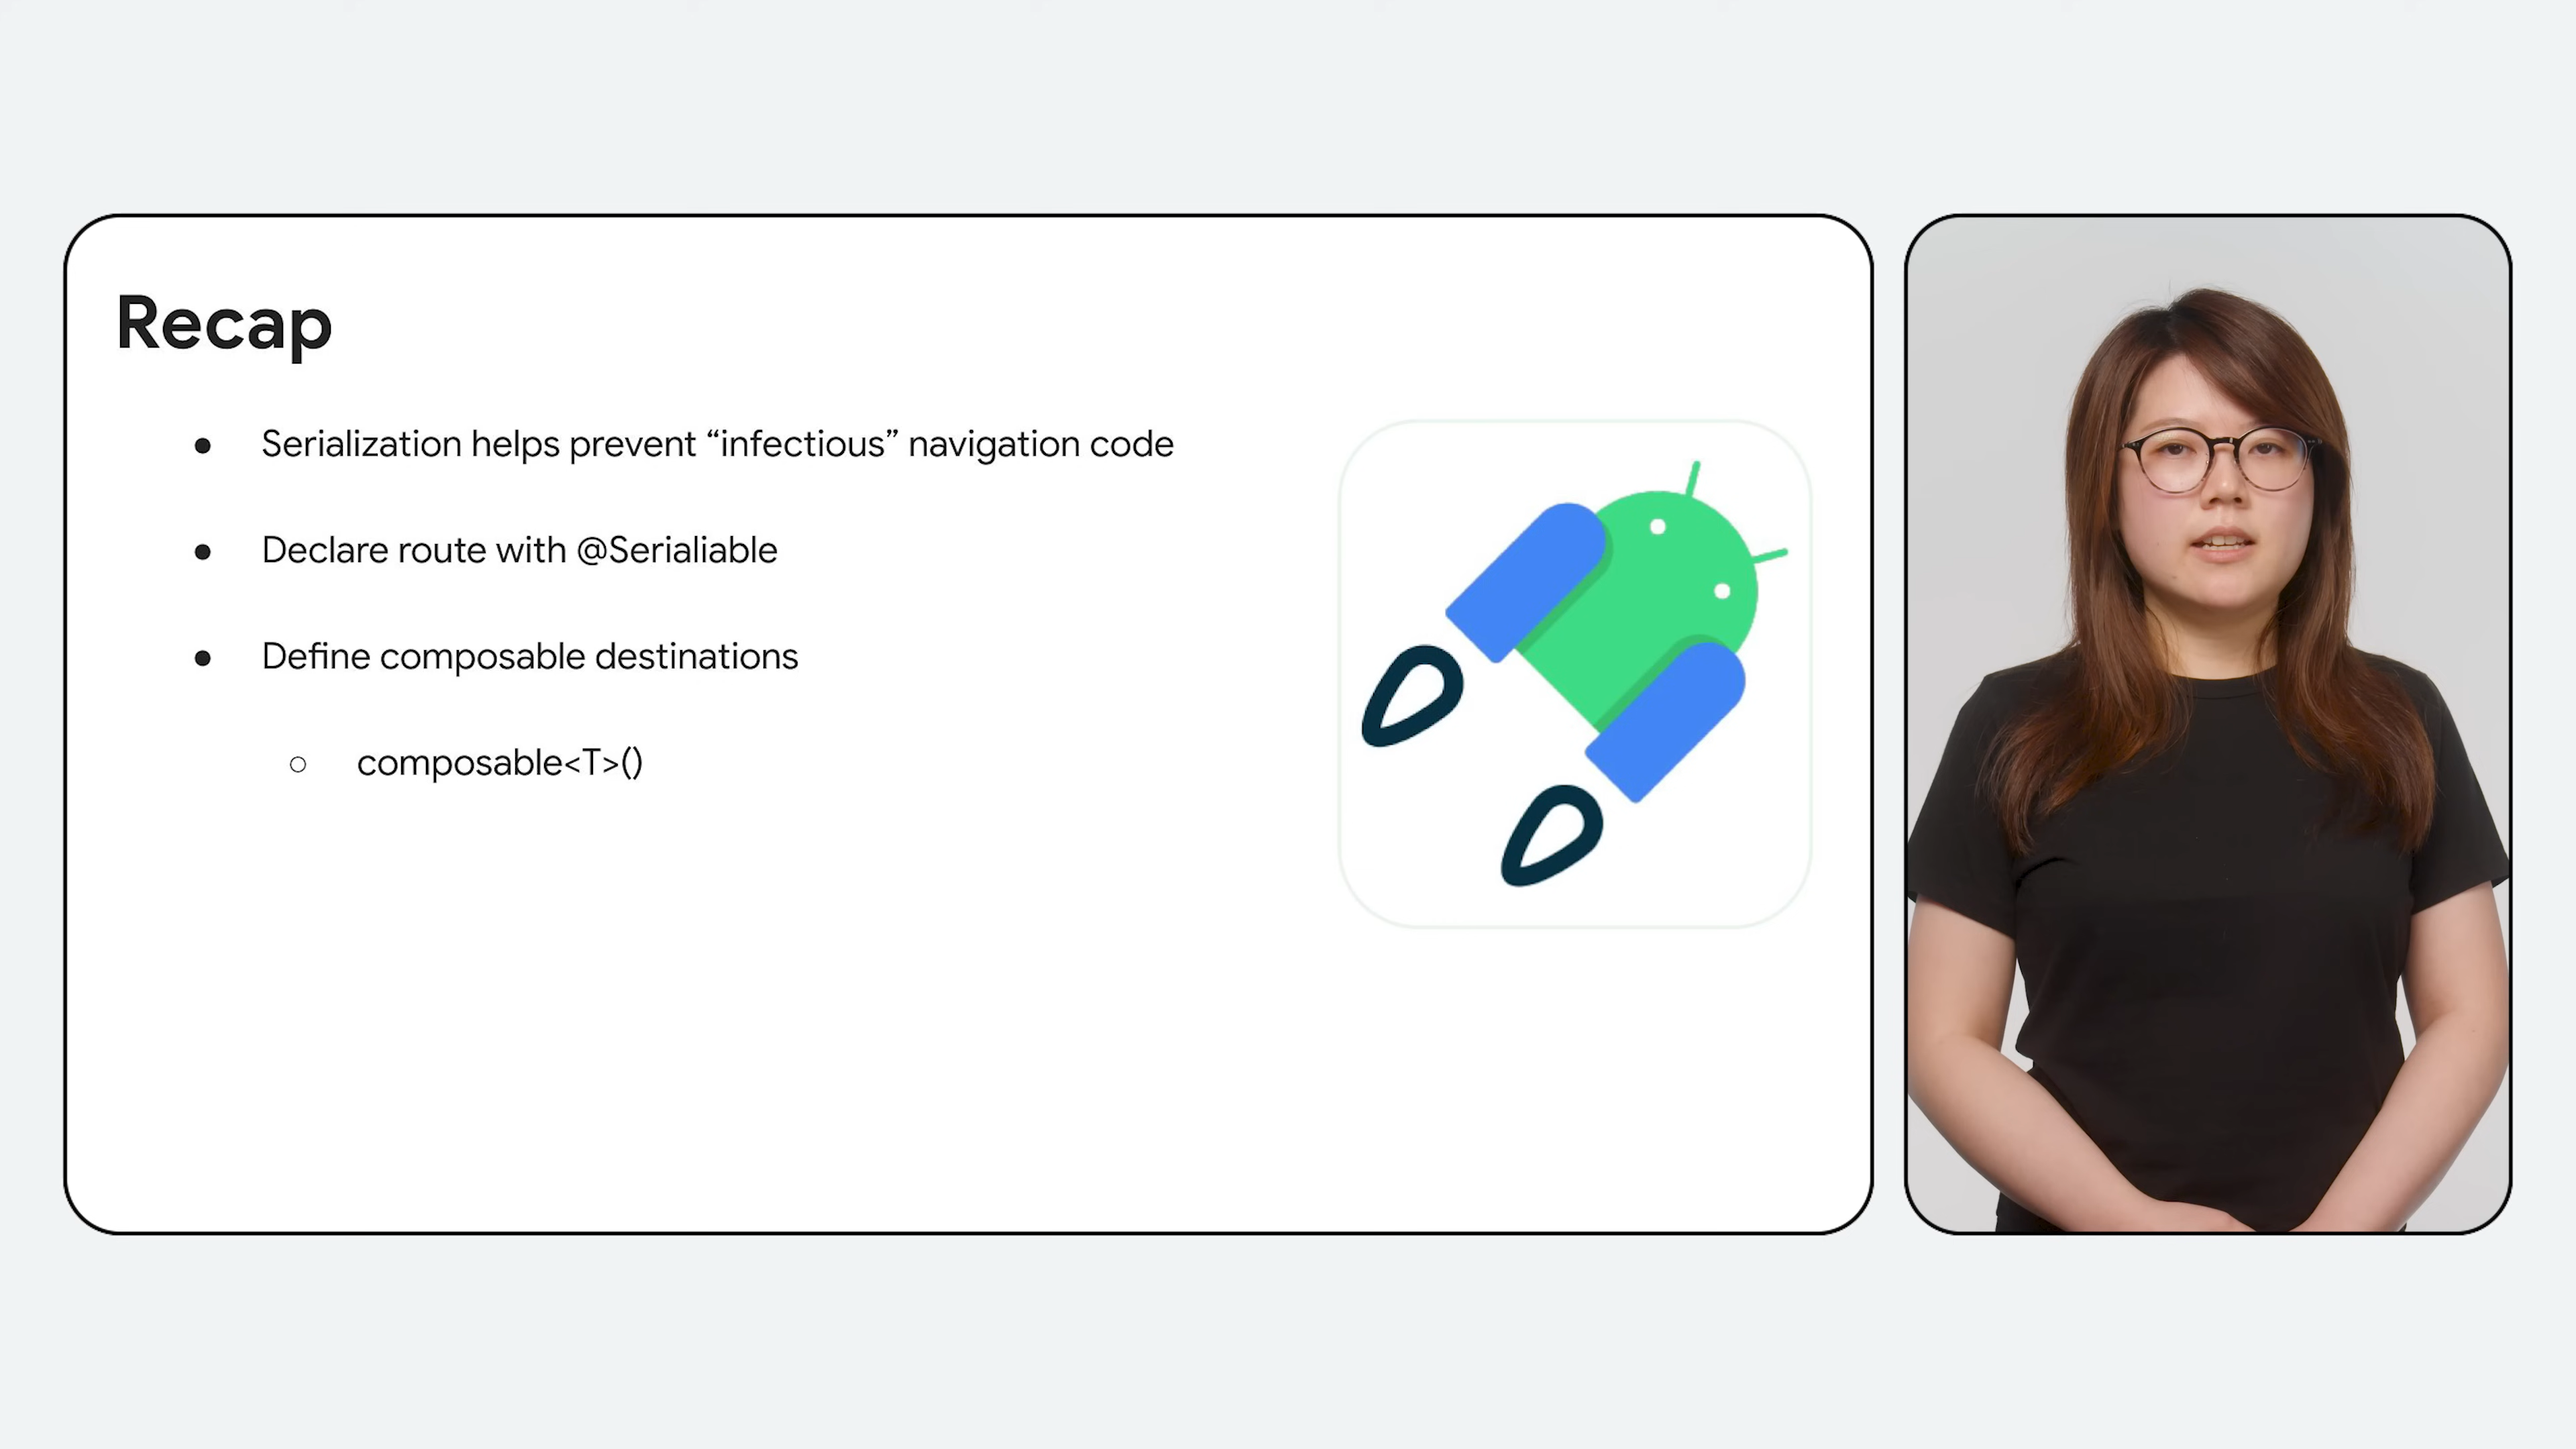 Recap
● Serialization helps prevent “infectious” navigation code
● Declare route with @Serialiable
● Define composable destinations
○ composable<T>()